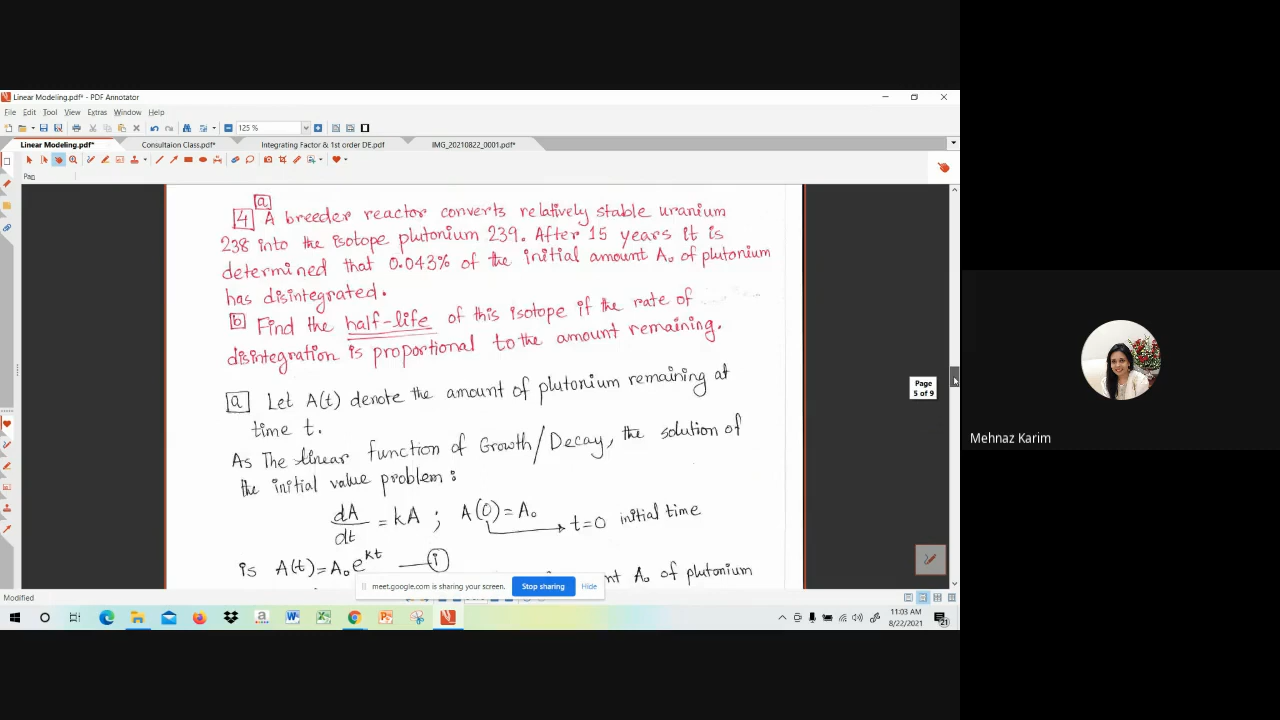 Linear Modeling.pdf* - PDF Annotator
File Edit Tool View Extras Window Help
125 %
Linear Modeling.pdf* Consultaion Class.pdf* Integrating Factor & 1st order DE.pdf IMG_20210822_0001.pdf*
Pan
a
4 A breeder reactor converts relatively stable uranium
238 into the isotope plutonium 239. After 15 years it is
determined that 0.043% of the initial amount A₀ of plutonium
has disintegrated.
b Find the half-life of this isotope if the rate of
disintegration is proportional to the amount remaining.
a Let A(t) denote the amount of plutonium remaining at
time t.
As The linear function of Growth/Decay, the solution of
the initial value problem:
dA/dt = kA ; A(0) = A₀
→ t=0 initial time
is A(t) = A₀e^kt — i
A₀ of plutonium
meet.google.com is sharing your screen. Stop sharing Hide
Page
5 of 9
Modified
11:03 AM
8/22/2021
21
Mehnaz Karim